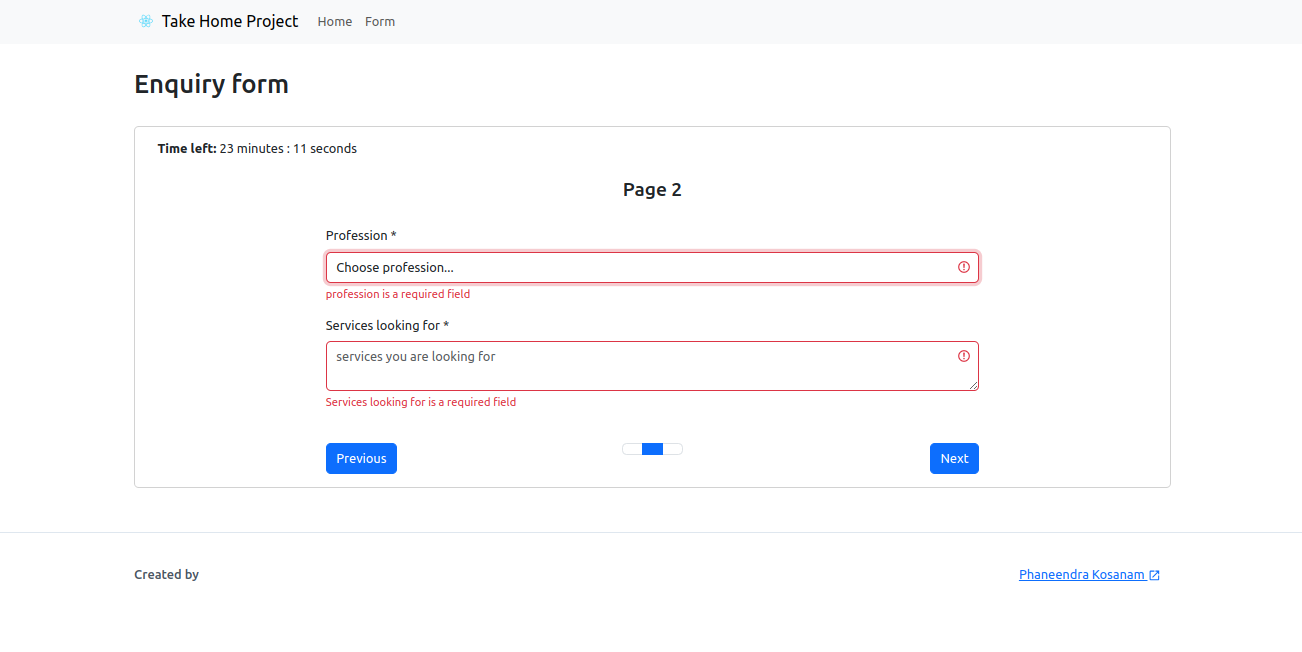 Take Home Project Home Form
Enquiry form
Time left: 23 minutes : 11 seconds
Page 2
Profession *
Choose profession...
profession is a required field
Services looking for *
services you are looking for
Services looking for is a required field
Previous Next
Created by Phaneendra Kosanam